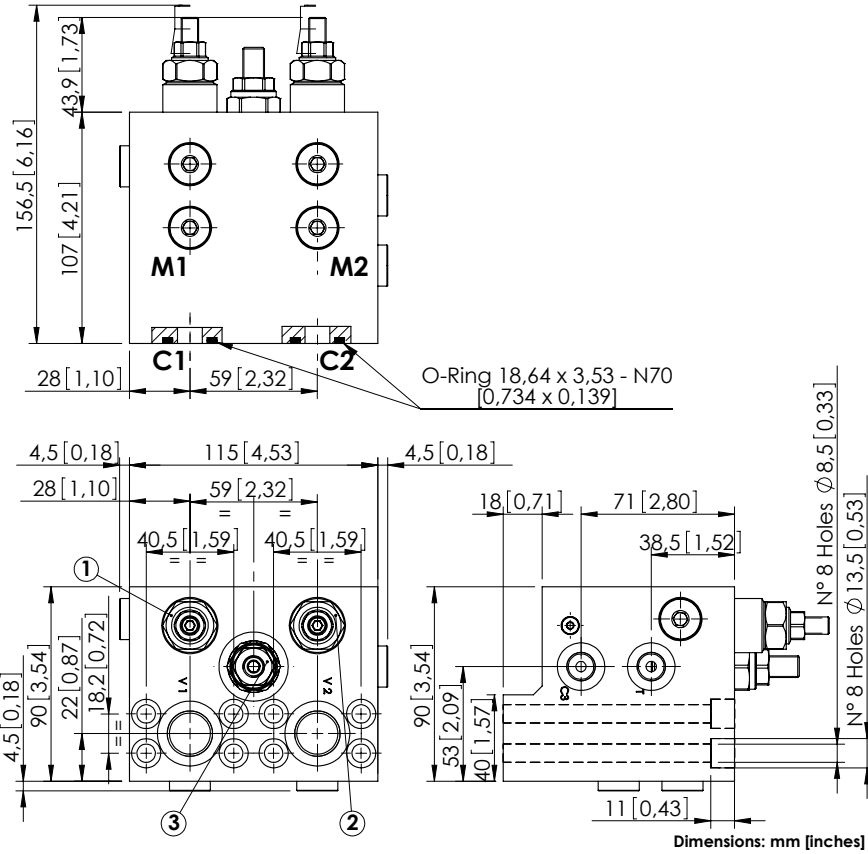 156,5 [6,16]
43,9 [1,73]
107 [4,21]
M1 M2
C1 C2
28 [1,10] 59 [2,32]
O-Ring 18,64 x 3,53 - N70
[0,734 x 0,139]
4,5 [0,18] 115 [4,53] 4,5 [0,18]
28 [1,10] 59 [2,32]
= =
40,5 [1,59] 40,5 [1,59]
= = = =
1
V1 V2
90 [3,54]
22 [0,87]
18,2 [0,72]
=
=
4,5 [0,18]
3 2
18 [0,71] 71 [2,80]
38,5 [1,52]
C3 T
90 [3,54]
53 [2,09]
40 [1,57]
11 [0,43]
N° 8 Holes Ø8,5 [0,33]
N° 8 Holes Ø13,5 [0,53]
Dimensions: mm [inches]